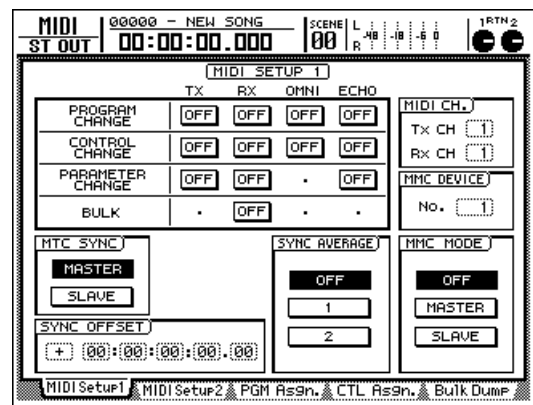 MIDI 00000 - NEW SONG SCENE L -48 -18 -6 0 1 RTN 2
ST OUT 00:00:00.000 00 R
MIDI SETUP 1
TX RX OMNI ECHO
PROGRAM CHANGE OFF OFF OFF OFF
CONTROL CHANGE OFF OFF OFF OFF
PARAMETER CHANGE OFF OFF · OFF
BULK · OFF · ·
MIDI CH.
Tx CH 1
Rx CH 1
MMC DEVICE
No. 1
MTC SYNC
MASTER
SLAVE
SYNC OFFSET
+ 00:00:00:00.00
SYNC AVERAGE
OFF
1
2
MMC MODE
OFF
MASTER
SLAVE
MIDI Setup1 MIDI Setup2 PGM Asgn. CTL Asgn. Bulk Dump